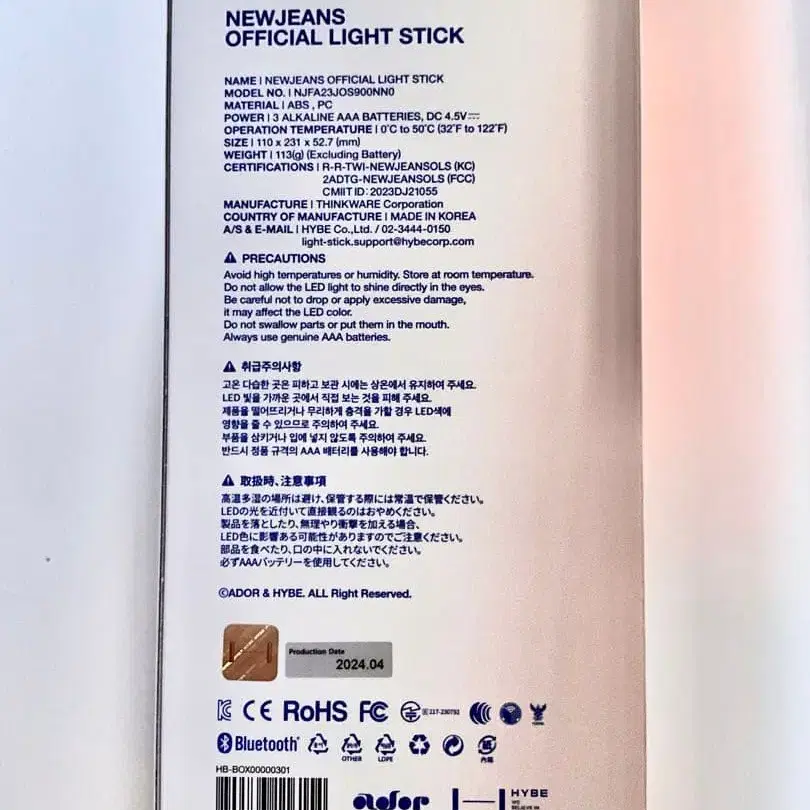 NEWJEANS
OFFICIAL LIGHT STICK
NAME | NEWJEANS OFFICIAL LIGHT STICK
MODEL NO. | NJFA23JOS900NN0
MATERIAL | ABS , PC
POWER | 3 ALKALINE AAA BATTERIES, DC 4.5V⎓
OPERATION TEMPERATURE | 0℃ to 50℃ (32℉ to 122℉)
SIZE | 110 x 231 x 52.7 (mm)
WEIGHT | 113(g) (Excluding Battery)
CERTIFICATIONS | R-R-TWI-NEWJEANSOLS (KC)
2ADTG-NEWJEANSOLS (FCC)
CMIIT ID : 2023DJ21055
MANUFACTURE | THINKWARE Corporation
COUNTRY OF MANUFACTURE | MADE IN KOREA
A/S & E-MAIL | HYBE Co.,Ltd. / 02-3444-0150
light-stick.support@hybecorp.com
⚠ PRECAUTIONS
Avoid high temperatures or humidity. Store at room temperature.
Do not allow the LED light to shine directly in the eyes.
Be careful not to drop or apply excessive damage,
it may affect the LED color.
Do not swallow parts or put them in the mouth.
Always use genuine AAA batteries.
⚠ 취급주의사항
고온 다습한 곳은 피하고 보관 시에는 상온에서 유지하여 주세요.
LED 빛을 가까운 곳에서 직접 보는 것을 피해 주세요.
제품을 떨어뜨리거나 무리하게 충격을 가할 경우 LED색에
영향을 줄 수 있으므로 주의하여 주세요.
부품을 삼키거나 입에 넣지 않도록 주의하여 주세요.
반드시 정품 규격의 AAA 배터리를 사용해야 합니다.
⚠ 取扱時、注意事項
高温多湿の場所は避け、保管する際には常温で保管ください。
LEDの光を近付いて直接観るのはおやめください。
製品を落としたり、無理やり衝撃を加える場合、
LED色に影響ある可能性がありますのでご注意ください。
部品を食べたり、口の中に入れないでください。
必ずAAAバッテリーを使用してください。
©ADOR & HYBE. ALL Right Reserved.
Production Date
2024.04
CE RoHS FC
Bluetooth®
OTHER LDPE 內箱
HB-BOX00000301
ador HYBE
WE
BELIEVE IN